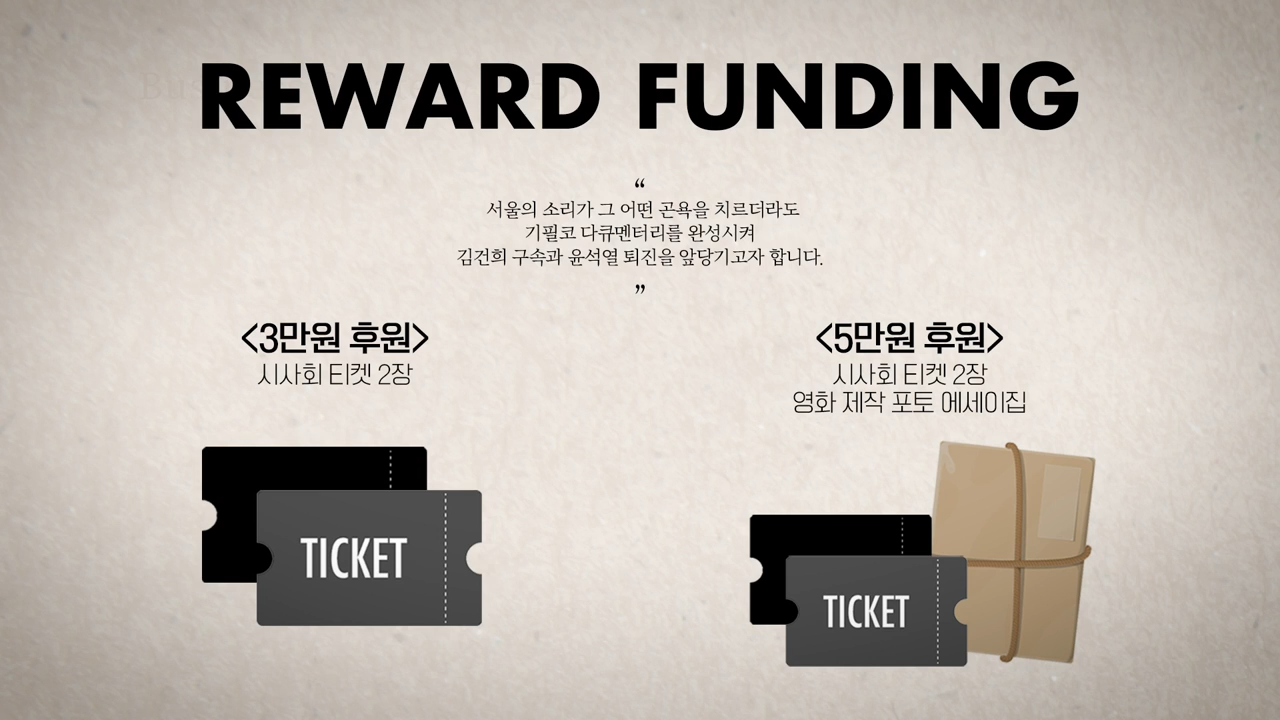 REWARD FUNDING
“
서울의 소리가 그 어떤 곤욕을 치르더라도
기필코 다큐멘터리를 완성시켜
김건희 구속과 윤석열 퇴진을 앞당기고자 합니다.
”
<3만원 후원>
시사회 티켓 2장
<5만원 후원>
시사회 티켓 2장
영화 제작 포토 에세이집
TICKET
TICKET